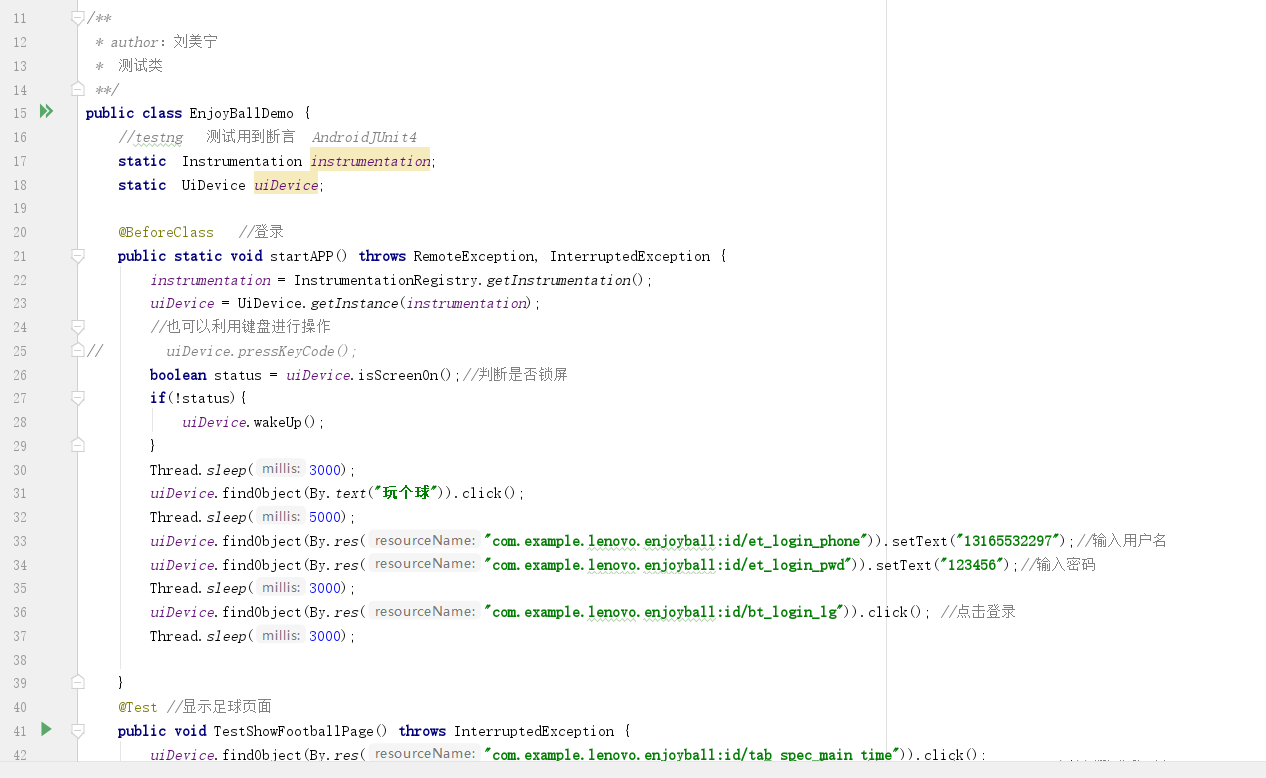 11 /**
12 * author: 刘美宁
13 * 测试类
14 **/
15 public class EnjoyBallDemo {
16 //testng 测试用到断言 AndroidJUnit4
17 static Instrumentation instrumentation;
18 static UiDevice uiDevice;
19
20 @BeforeClass //登录
21 public static void startAPP() throws RemoteException, InterruptedException {
22 instrumentation = InstrumentationRegistry.getInstrumentation();
23 uiDevice = UiDevice.getInstance(instrumentation);
24 //也可以利用键盘进行操作
25 // uiDevice.pressKeyCode();
26 boolean status = uiDevice.isScreenOn();//判断是否锁屏
27 if(!status){
28 uiDevice.wakeUp();
29 }
30 Thread.sleep( millis: 3000);
31 uiDevice.findObject(By.text("玩个球")).click();
32 Thread.sleep( millis: 5000);
33 uiDevice.findObject(By.res( resourceName: "com.example.lenovo.enjoyball:id/et_login_phone")).setText("13165532297");//输入用户名
34 uiDevice.findObject(By.res( resourceName: "com.example.lenovo.enjoyball:id/et_login_pwd")).setText("123456");//输入密码
35 Thread.sleep( millis: 3000);
36 uiDevice.findObject(By.res( resourceName: "com.example.lenovo.enjoyball:id/bt_login_lg")).click(); //点击登录
37 Thread.sleep( millis: 3000);
38
39 }
40 @Test //显示足球页面
41 public void TestShowFootballPage() throws InterruptedException {
42 uiDevice.findObject(By.res( resourceName: "com.example.lenovo.enjoyball:id/tab_spec_main_time")).click();